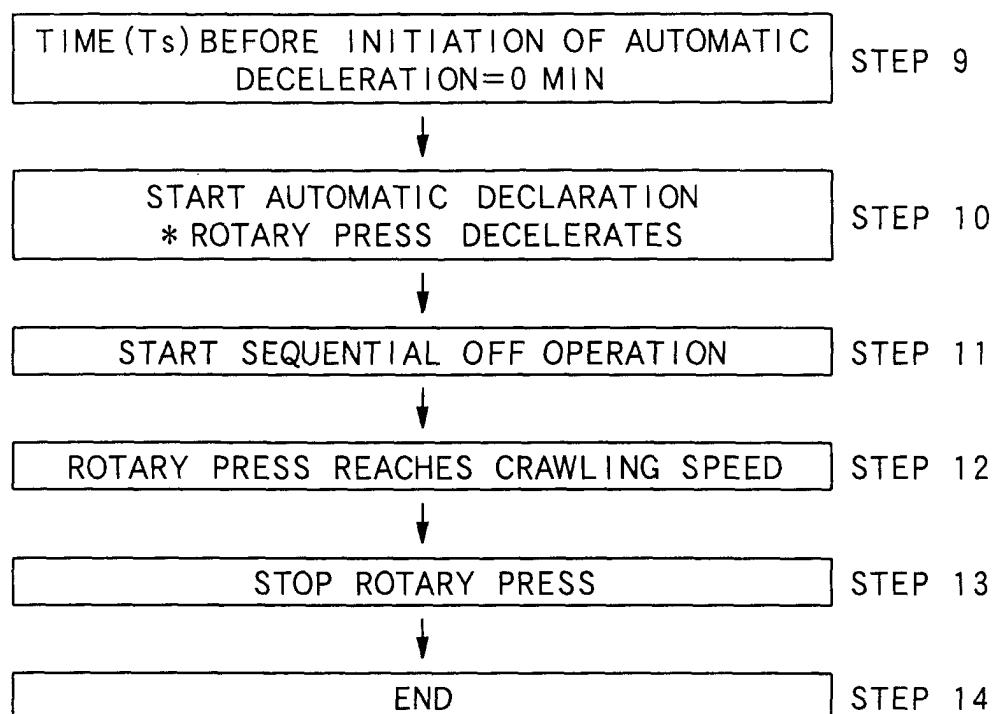 TIME(Ts) BEFORE INITIATION OF AUTOMATIC
DECELERATION=0 MIN
STEP 9
START AUTOMATIC DECLARATION
* ROTARY PRESS DECELERATES
STEP 10
START SEQUENTIAL OFF OPERATION
STEP 11
ROTARY PRESS REACHES CRAWLING SPEED
STEP 12
STOP ROTARY PRESS
STEP 13
END
STEP 14